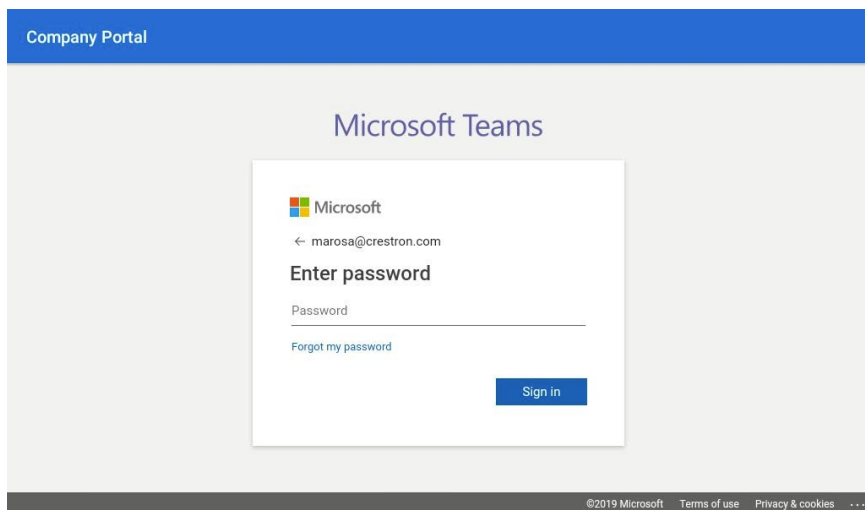 Company Portal
Microsoft Teams
Microsoft
← marosa@crestron.com
Enter password
Password
Forgot my password
Sign in
©2019 Microsoft Terms of use Privacy & cookies ...